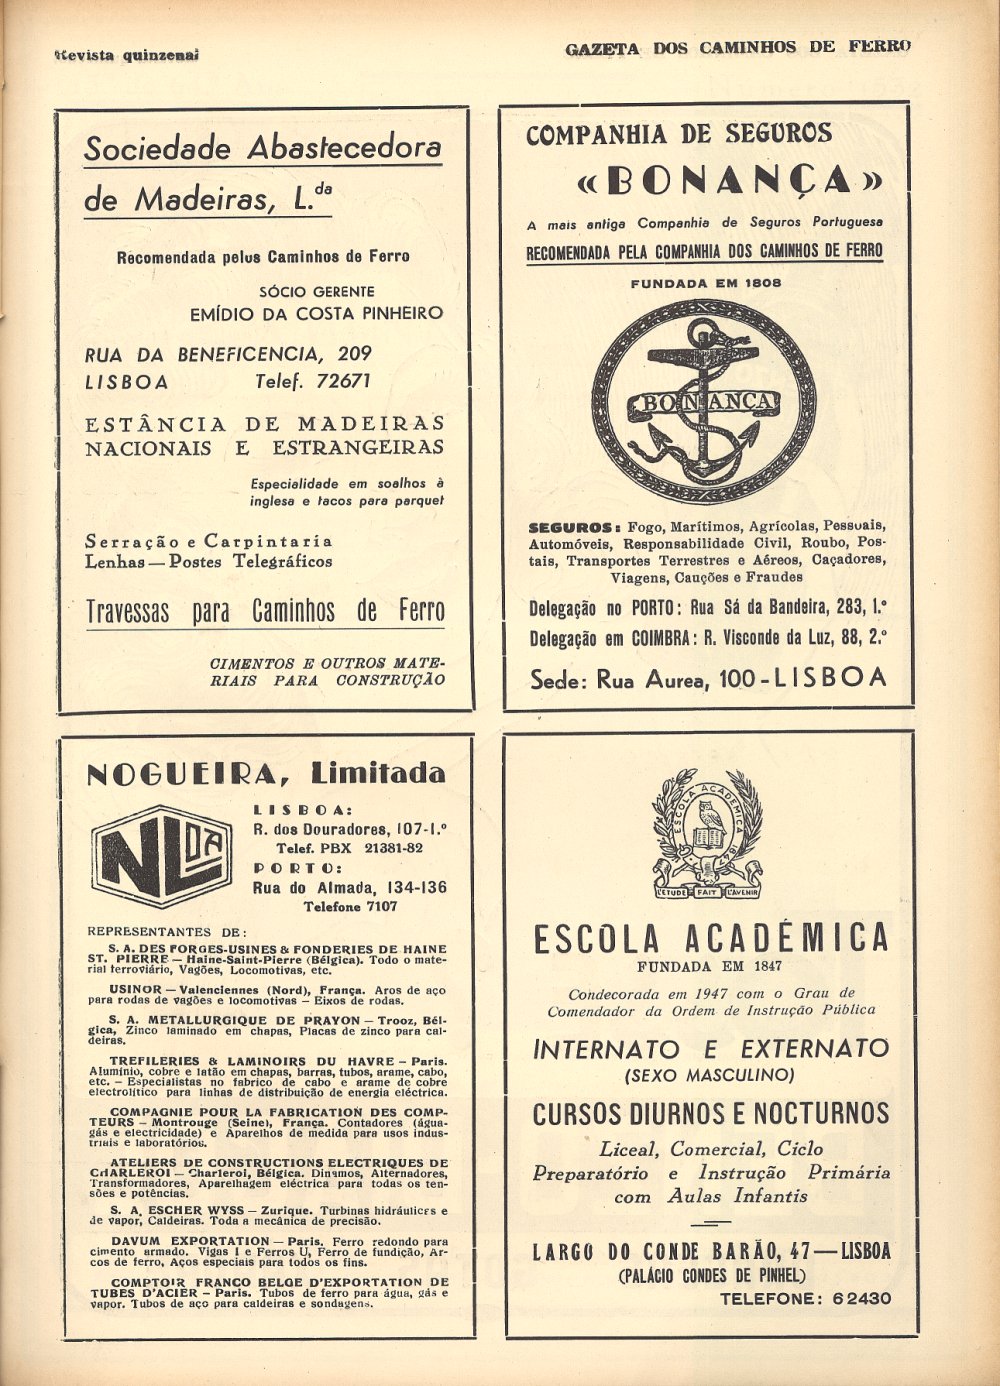 Revista quinzenal
GAZETA DOS CAMINHOS DE FERRO
Sociedade Abastecedora
de Madeiras, L.da
Recomendada pelos Caminhos de Ferro
SÓCIO GERENTE
EMÍDIO DA COSTA PINHEIRO
RUA DA BENEFICENCIA, 209
LISBOA Telef. 72671
ESTÂNCIA DE MADEIRAS
NACIONAIS E ESTRANGEIRAS
Especialidade em soalhos à
inglesa e tacos para parquet
Serração e Carpintaria
Lenhas — Postes Telegráficos
Travessas para Caminhos de Ferro
CIMENTOS E OUTROS MATE-
RIAIS PARA CONSTRUÇÃO
COMPANHIA DE SEGUROS
«BONANÇA»
A mais antiga Companhia de Seguros Portuguesa
RECOMENDADA PELA COMPANHIA DOS CAMINHOS DE FERRO
FUNDADA EM 1808
BONANÇA
SEGUROS: Fogo, Marítimos, Agrícolas, Pessoais,
Automóveis, Responsabilidade Civil, Roubo, Pos-
tais, Transportes Terrestres e Aéreos, Caçadores,
Viagens, Cauções e Fraudes
Delegação no PORTO: Rua Sá da Bandeira, 283, 1.º
Delegação em COIMBRA: R. Visconde da Luz, 88, 2.º
Sede: Rua Aurea, 100 - LISBOA
NOGUEIRA, Limitada
NLDA
LISBOA:
R. dos Douradores, 107-1.º
Telef. PBX 21381-82
PORTO:
Rua do Almada, 134-136
Telefone 7107
REPRESENTANTES DE:
S. A. DES FORGES-USINES & FONDERIES DE HAINE
ST. PIERRE — Haine-Saint-Pierre (Bélgica). Todo o mate-
rial ferroviário, Vagões, Locomotivas, etc.
USINOR — Valenciennes (Nord), França. Aros de aço
para rodas de vagões e locomotivas — Eixos de rodas.
S. A. METALLURGIQUE DE PRAYON — Trooz, Bél-
gica, Zinco laminado em chapas, Placas de zinco para cal-
deiras.
TREFILERIES & LAMINOIRS DU HAVRE — Paris.
Alumínio, cobre e latão em chapas, barras, tubos, arame, cabo,
etc. — Especialistas no fabrico de cabo e arame de cobre
electrolítico para linhas de distribuição de energia eléctrica.
COMPAGNIE POUR LA FABRICATION DES COMP-
TEURS — Montrouge (Seine), França. Contadores (água-
gás e electricidade) e Aparelhos de medida para usos indus-
triais e laboratórios.
ATELIERS DE CONSTRUCTIONS ELECTRIQUES DE
CHARLEROI — Charleroi, Bélgica. Dínamos, Alternadores,
Transformadores, Aparelhagem eléctrica para todas os ten-
sões e potências.
S. A. ESCHER WYSS — Zurique. Turbinas hidráulicas e
de vapor, Caldeiras. Toda a mecânica de precisão.
DAVUM EXPORTATION — Paris. Ferro redondo para
cimento armado. Vigas I e Ferros U, Ferro de fundição, Ar-
cos de ferro, Aços especiais para todos os fins.
COMPTOIR FRANCO BELGE D'EXPORTATION DE
TUBES D'ACIER — Paris. Tubos de ferro para água, gás e
vapor. Tubos de aço para caldeiras e sondagens.
ESCOLA ACADÉMICA 1847
L'ETUDE FAIT L'AVENIR
ESCOLA ACADÉMICA
FUNDADA EM 1847
Condecorada em 1947 com o Grau de
Comendador da Ordem de Instrução Pública
INTERNATO E EXTERNATO
(SEXO MASCULINO)
CURSOS DIURNOS E NOCTURNOS
Liceal, Comercial, Ciclo
Preparatório e Instrução Primária
com Aulas Infantis
LARGO DO CONDE BARÃO, 47 — LISBOA
(PALÁCIO CONDES DE PINHEL)
TELEFONE: 62430